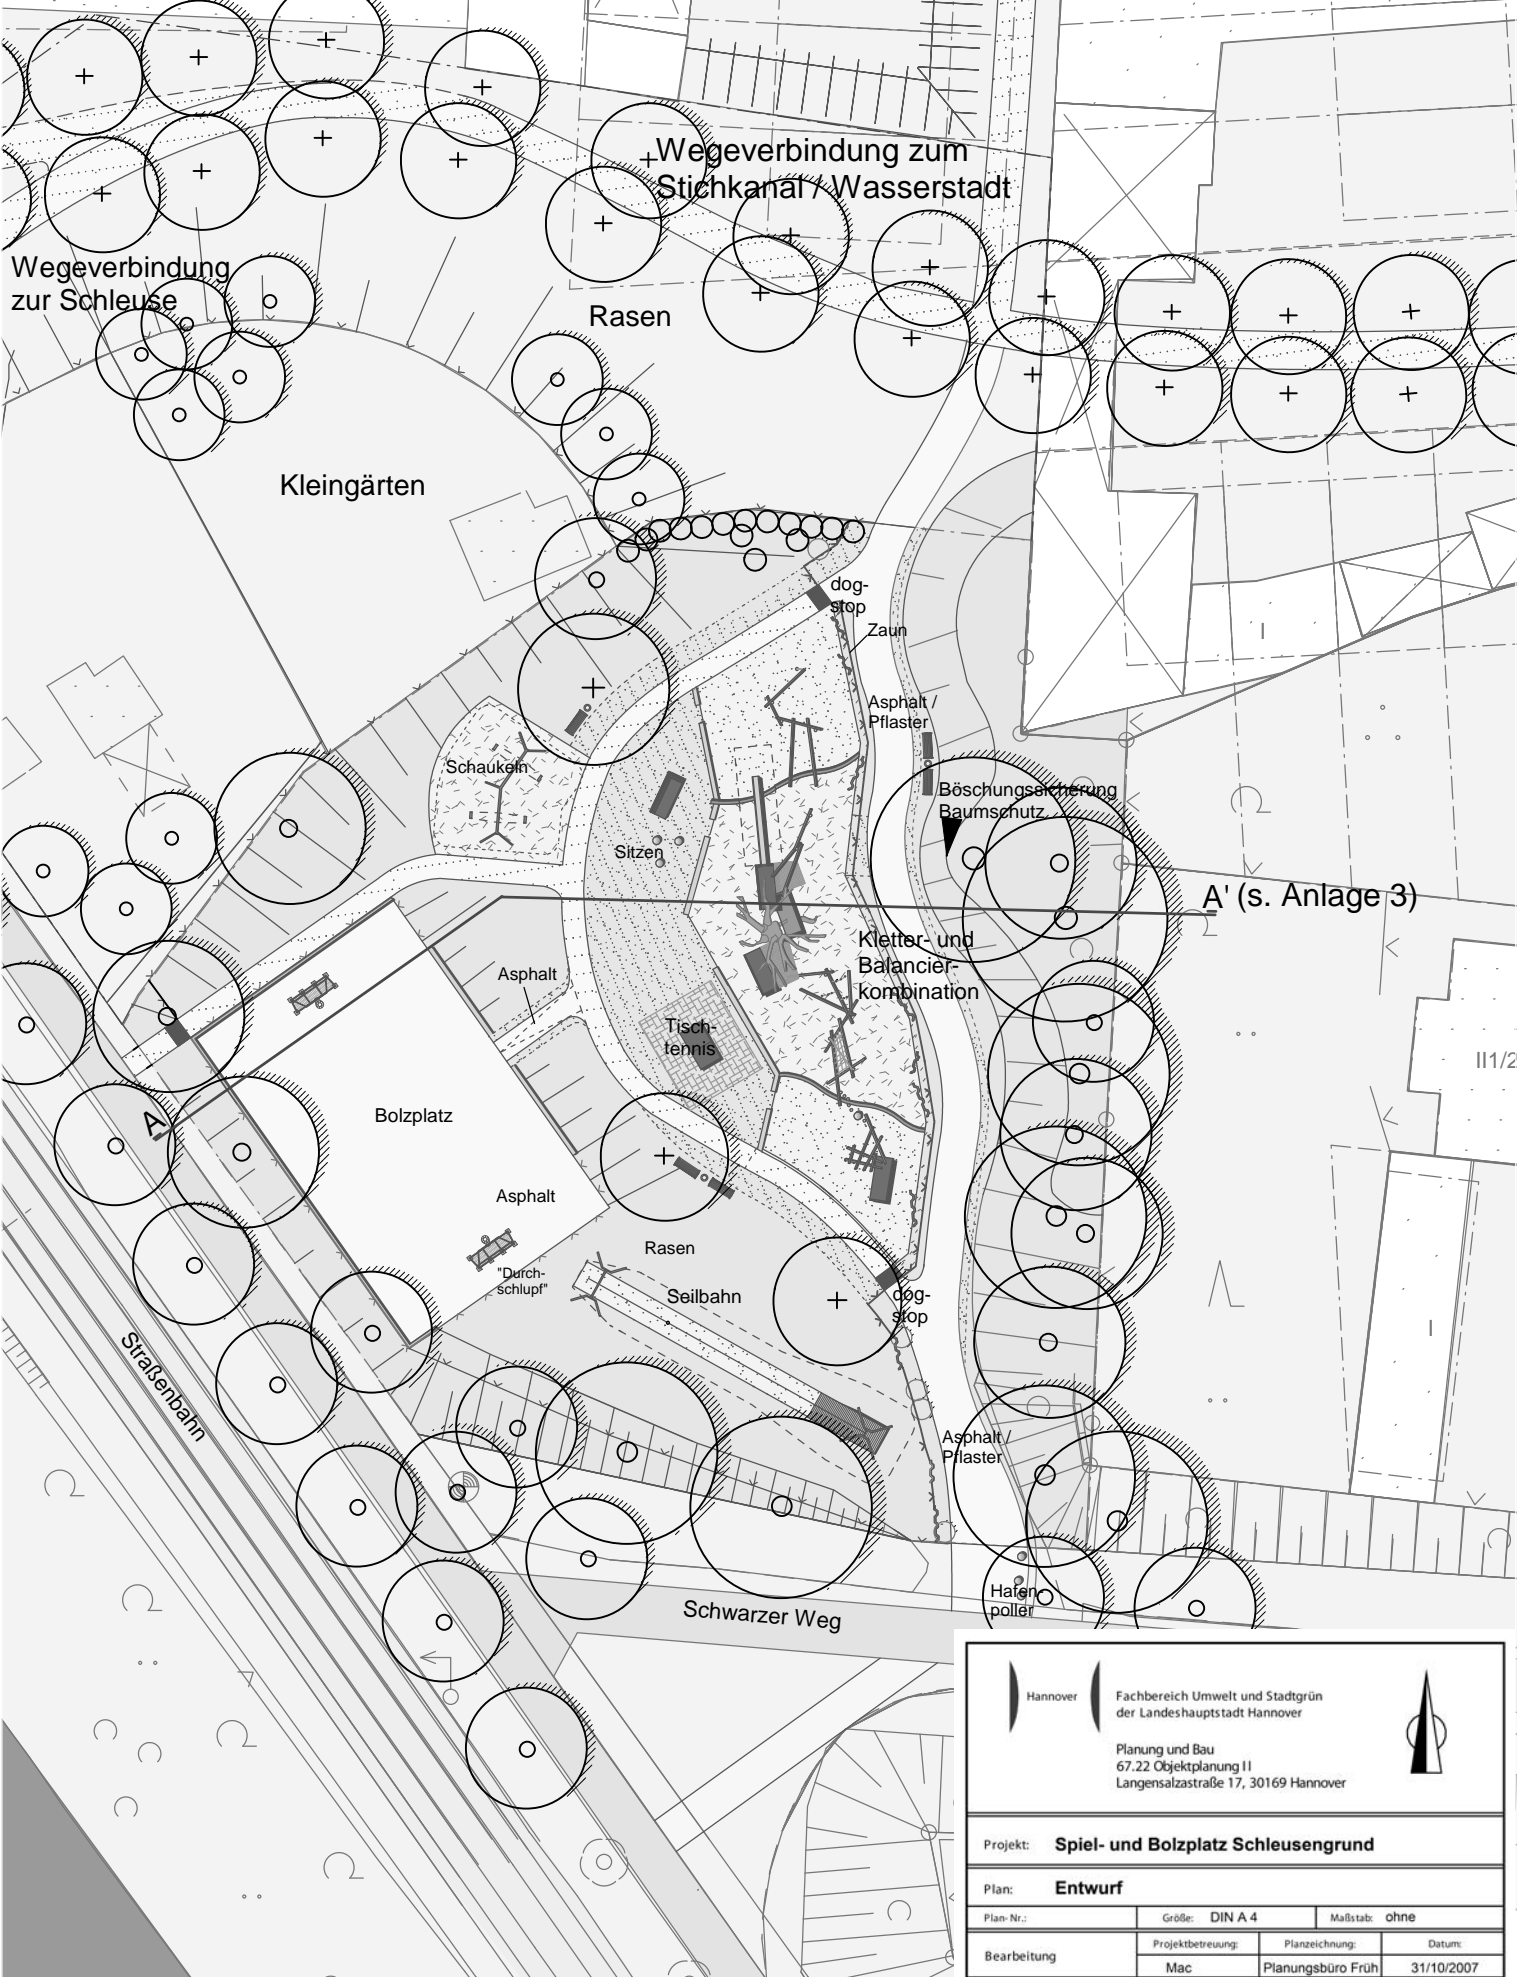 Wegeverbindung zum
Stichkanal / Wasserstadt
Wegeverbindung
zur Schleuse
Rasen
Kleingärten
dog-
stop
Zaun
Asphalt /
Pflaster
Schaukeln
Böschungssicherung
Baumschutz
Sitzen
A' (s. Anlage 3)
Kletter- und
Balancier-
kombination
Asphalt
Tisch-
tennis
II1/2
Bolzplatz
A
Asphalt
Rasen
"Durch-
schlupf"
Seilbahn
dog-
stop
I
I
Straßenbahn
Asphalt /
Pflaster
Hafen-
poller
Schwarzer Weg
Hannover
Fachbereich Umwelt und Stadtgrün
der Landeshauptstadt Hannover
Planung und Bau
67.22 Objektplanung II
Langensalzastraße 17, 30169 Hannover
Projekt: Spiel- und Bolzplatz Schleusengrund
Plan: Entwurf
Plan-Nr.: Größe: DIN A 4 Maßstab: ohne
Bearbeitung Projektbetreuung: Planzeichnung: Datum:
Mac Planungsbüro Früh 31/10/2007